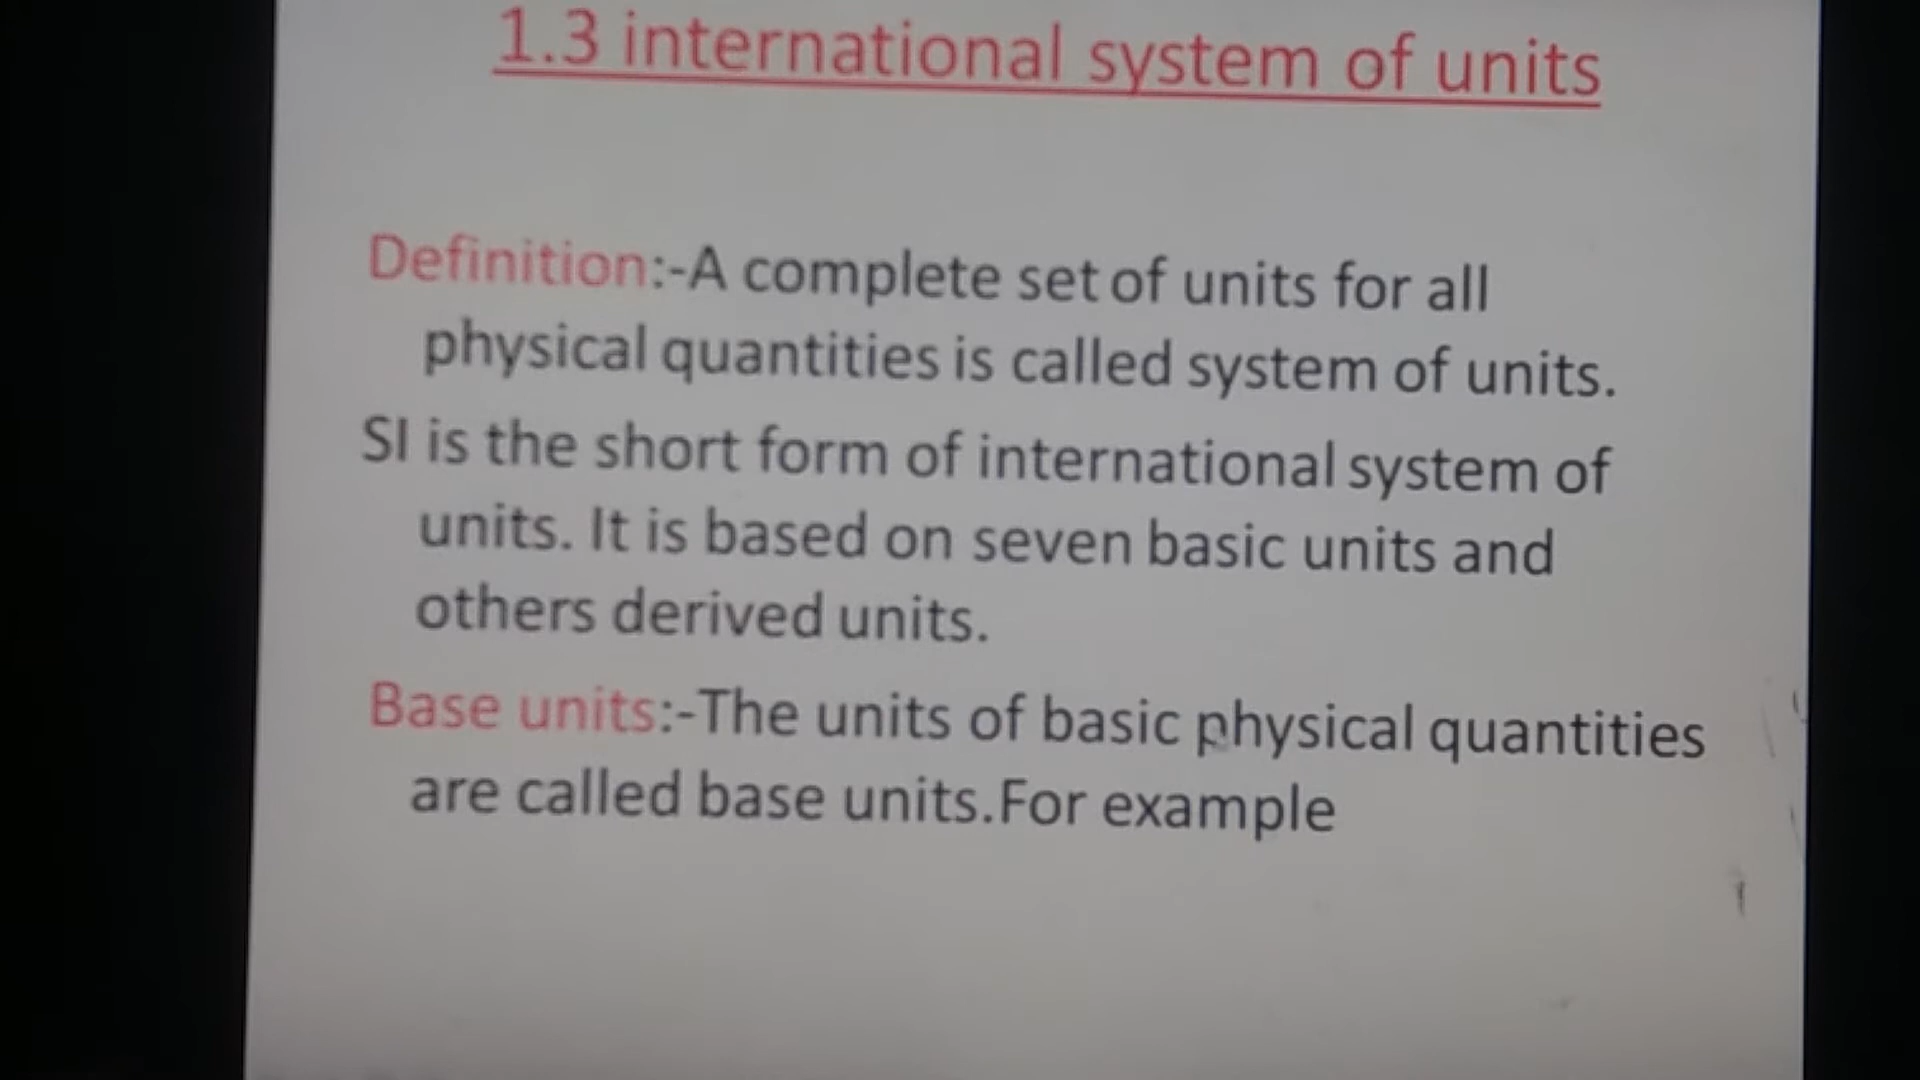 1.3 international system of units
Definition:-A complete set of units for all
physical quantities is called system of units.
SI is the short form of international system of
units. It is based on seven basic units and
others derived units.
Base units:-The units of basic physical quantities
are called base units.For example